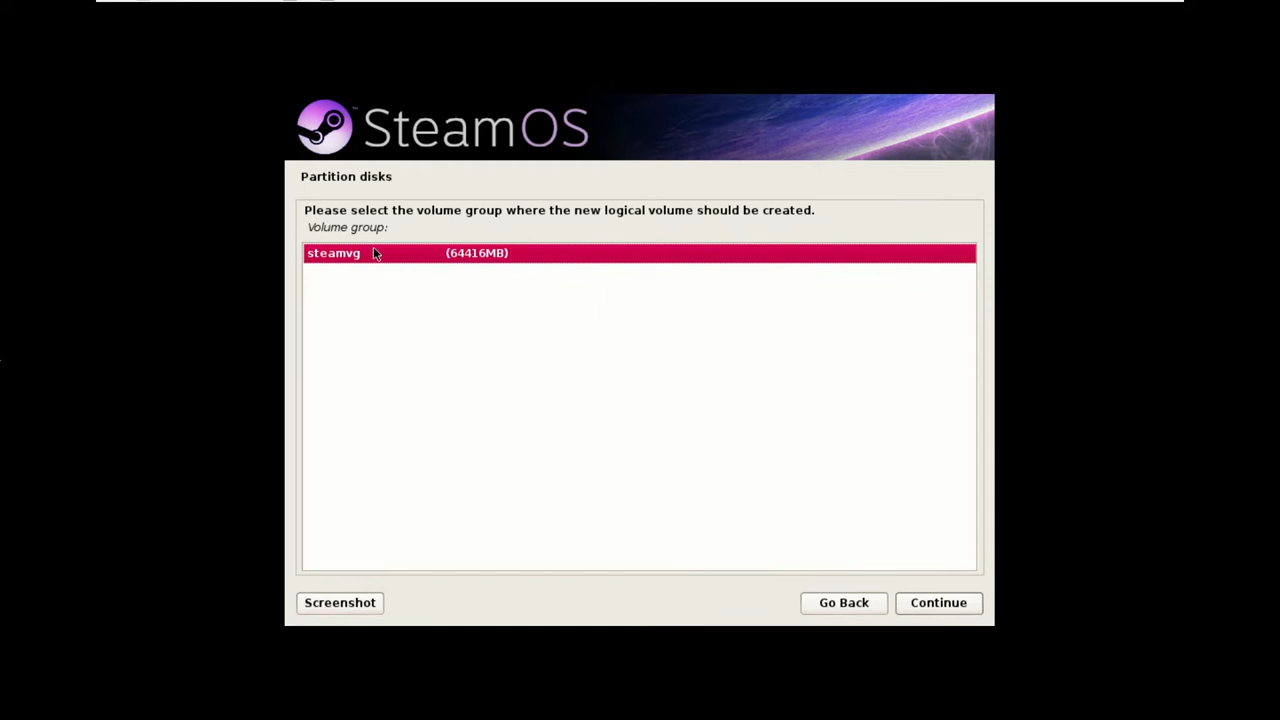 SteamOS
Partition disks
Please select the volume group where the new logical volume should be created.
Volume group:
steamvg (64416MB)
Screenshot
Go Back
Continue